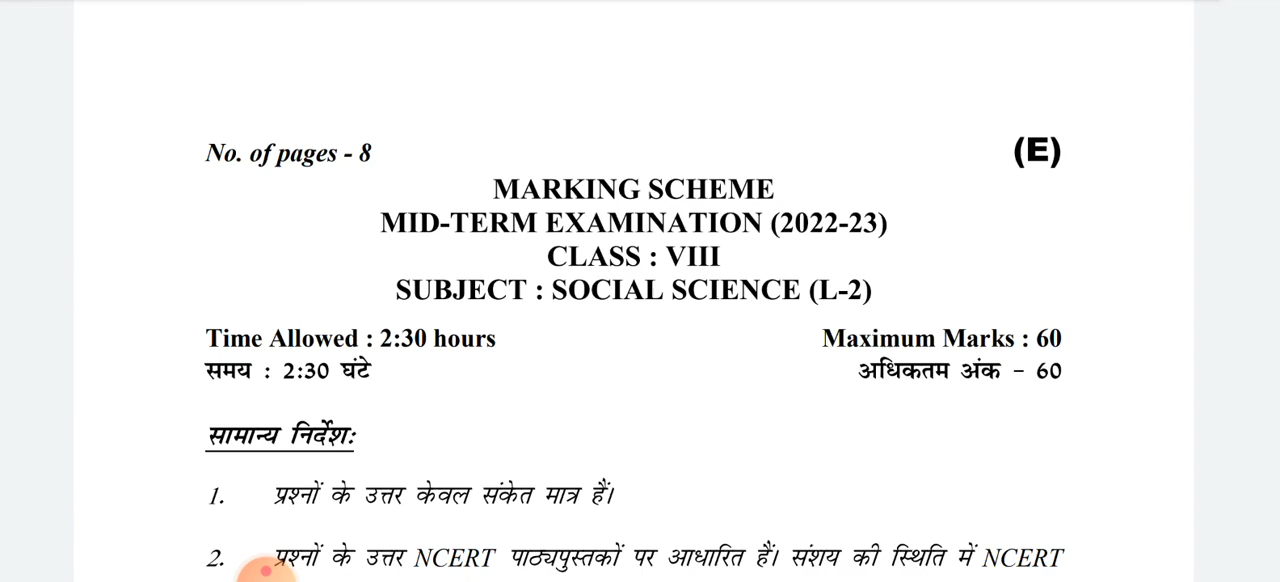 No. of pages - 8
(E)
MARKING SCHEME
MID-TERM EXAMINATION (2022-23)
CLASS : VIII
SUBJECT : SOCIAL SCIENCE (L-2)
Time Allowed : 2:30 hours
Maximum Marks : 60
समय : 2:30 घंटे
अधिकतम अंक - 60
सामान्य निर्देशः
1. प्रश्नों के उत्तर केवल संकेत मात्र हैं।
2. प्रश्नों के उत्तर NCERT पाठ्यपुस्तकों पर आधारित हैं। संशय की स्थिति में NCERT